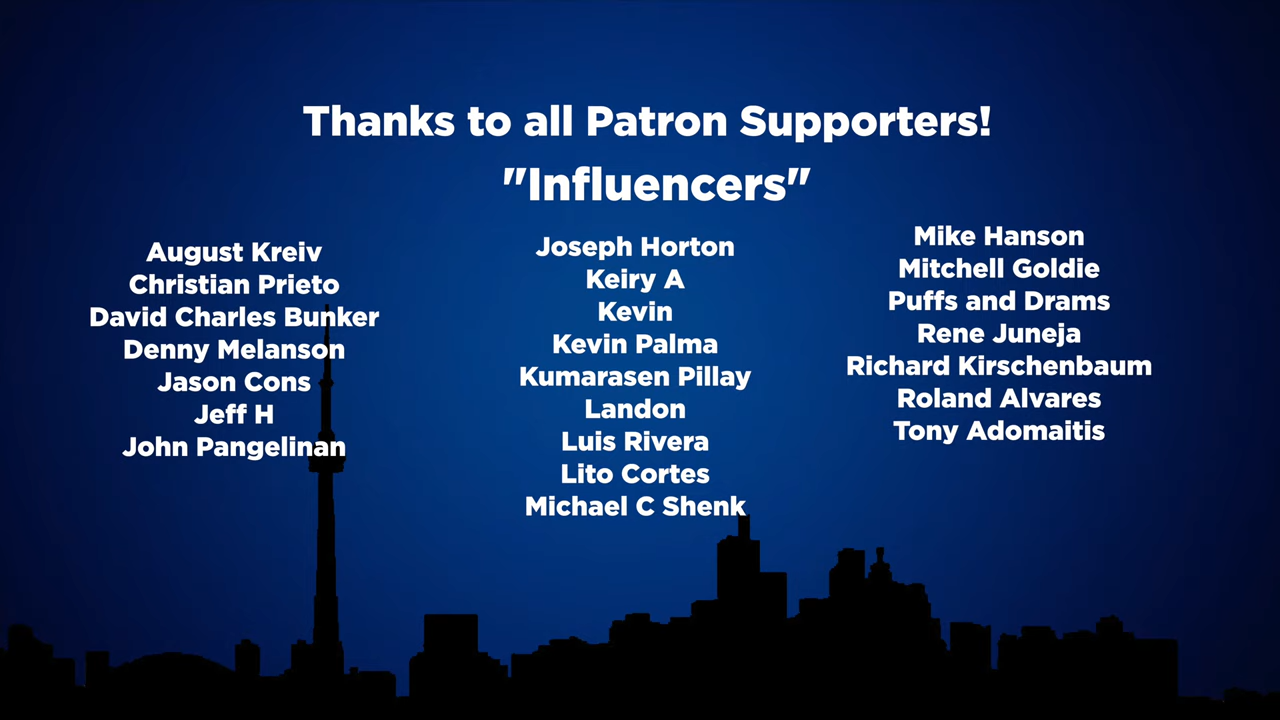 Thanks to all Patron Supporters!
"Influencers"
August Kreiv
Christian Prieto
David Charles Bunker
Denny Melanson
Jason Cons
Jeff H
John Pangelinan
Joseph Horton
Keiry A
Kevin
Kevin Palma
Kumarasen Pillay
Landon
Luis Rivera
Lito Cortes
Michael C Shenk
Mike Hanson
Mitchell Goldie
Puffs and Drams
Rene Juneja
Richard Kirschenbaum
Roland Alvares
Tony Adomaitis